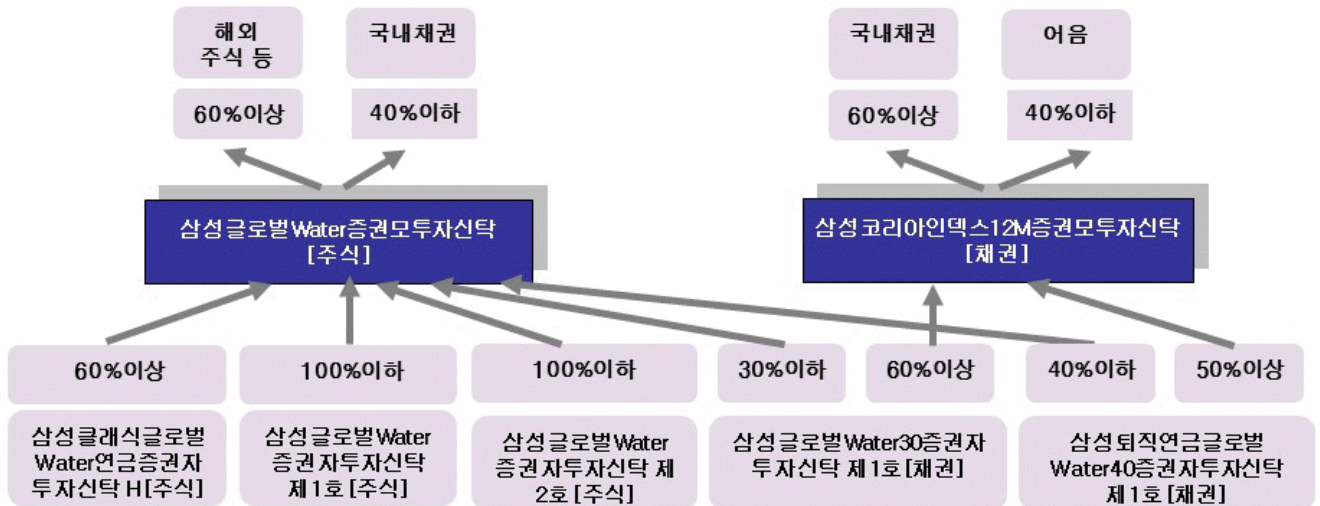 해외
주식 등
국내채권
국내채권
어음
60%이상
40%이하
60%이상
40%이하
삼성글로벌Water증권모투자신탁
[주식]
삼성코리아인덱스12M증권모투자신탁
[채권]
60%이상
100%이하
100%이하
30%이하
60%이상
40%이하
50%이상
삼성클래식글로벌
Water연금증권자
투자신탁 H[주식]
삼성글로벌Water
증권자투자신탁
제1호[주식]
삼성글로벌Water
증권자투자신탁 제
2호[주식]
삼성글로벌Water30증권자
투자신탁 제1호[채권]
삼성퇴직연금글로벌
Water40증권자투자신탁
제1호[채권]